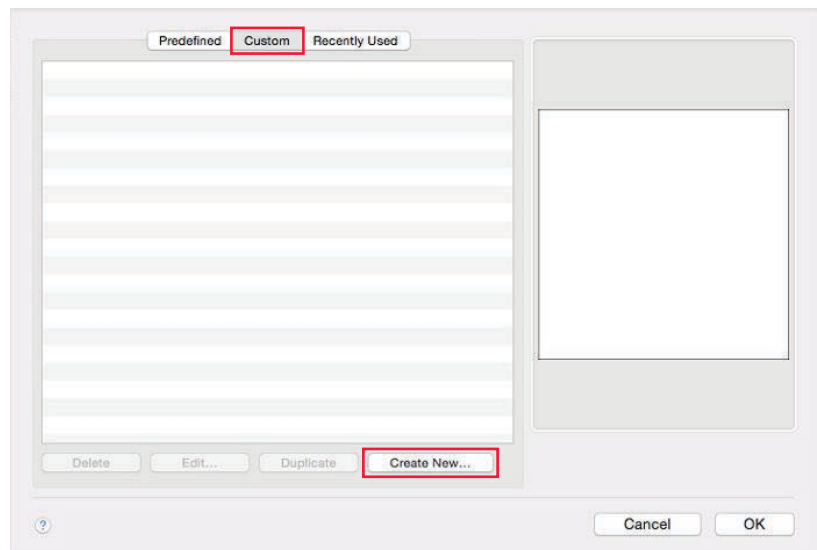 Predefined Custom Recently Used
Delete Edit... Duplicate Create New...
? Cancel OK